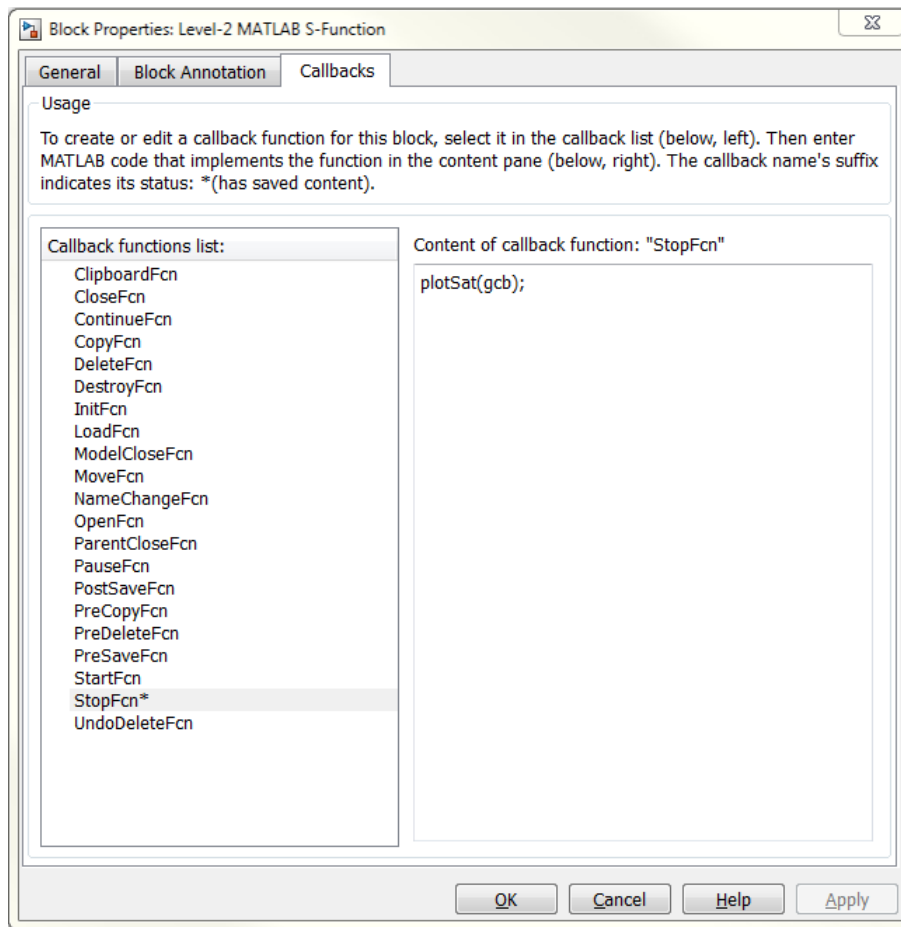 Block Properties: Level-2 MATLAB S-Function
General
Block Annotation
Callbacks
Usage
To create or edit a callback function for this block, select it in the callback list (below, left). Then enter
MATLAB code that implements the function in the content pane (below, right). The callback name's suffix
indicates its status: *(has saved content).
Callback functions list:
ClipboardFcn
CloseFcn
ContinueFcn
CopyFcn
DeleteFcn
DestroyFcn
InitFcn
LoadFcn
ModelCloseFcn
MoveFcn
NameChangeFcn
OpenFcn
ParentCloseFcn
PauseFcn
PostSaveFcn
PreCopyFcn
PreDeleteFcn
PreSaveFcn
StartFcn
StopFcn*
UndoDeleteFcn
Content of callback function: "StopFcn"
plotSat(gcb);
OK
Cancel
Help
Apply